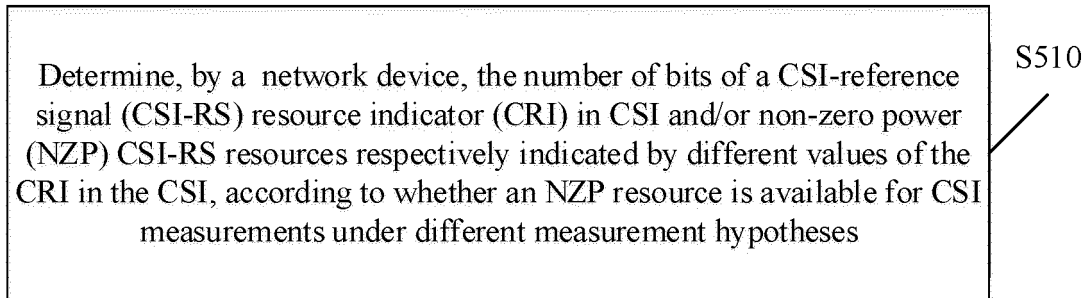 Determine, by a network device, the number of bits of a CSI-reference
signal (CSI-RS) resource indicator (CRI) in CSI and/or non-zero power
(NZP) CSI-RS resources respectively indicated by different values of the
CRI in the CSI, according to whether an NZP resource is available for CSI
measurements under different measurement hypotheses
S510